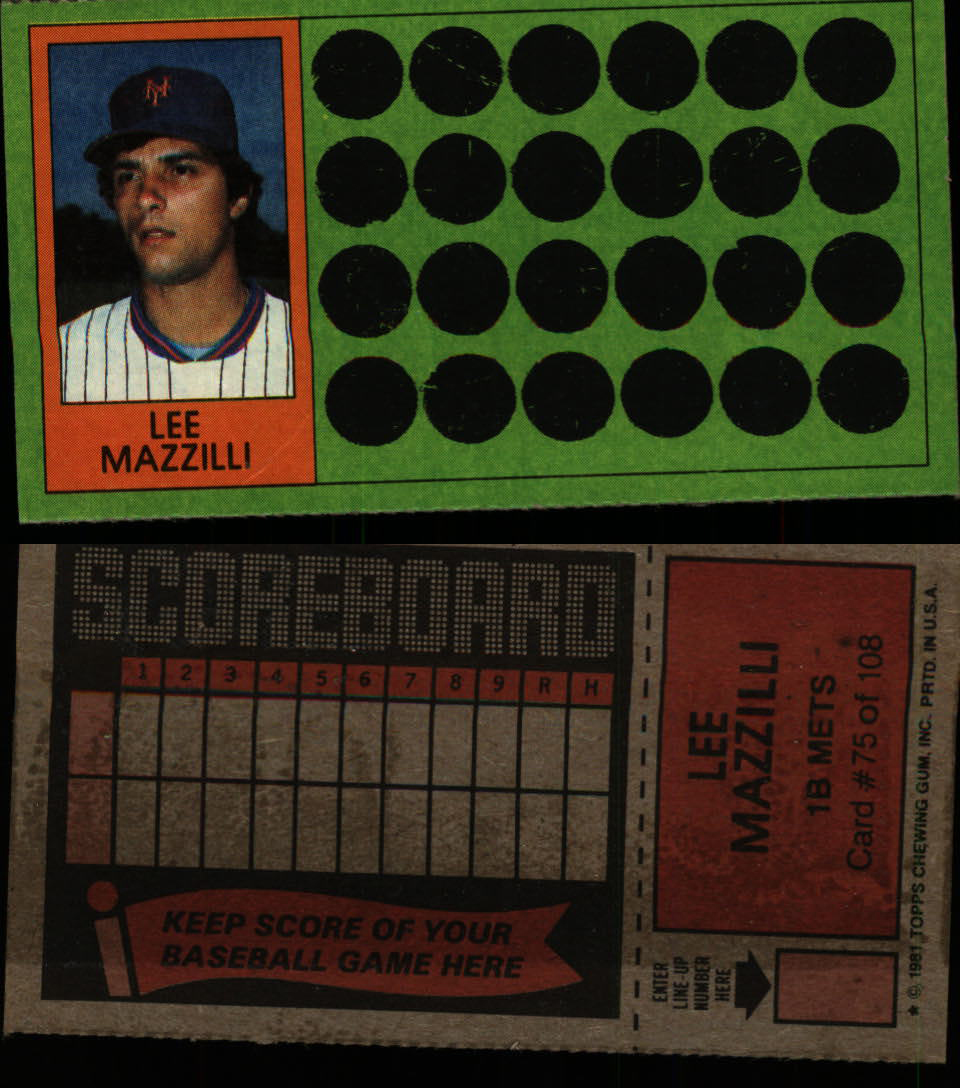 NY
LEE
MAZZILLI
SCOREBOARD
1 2 3 4 5 6 7 8 9 R H
KEEP SCORE OF YOUR
BASEBALL GAME HERE
LEE
MAZZILLI
1B METS
Card #75 of 108
ENTER
LINE-UP
NUMBER
HERE
★ © 1981 TOPPS CHEWING GUM, INC. PRTD. IN U.S.A.